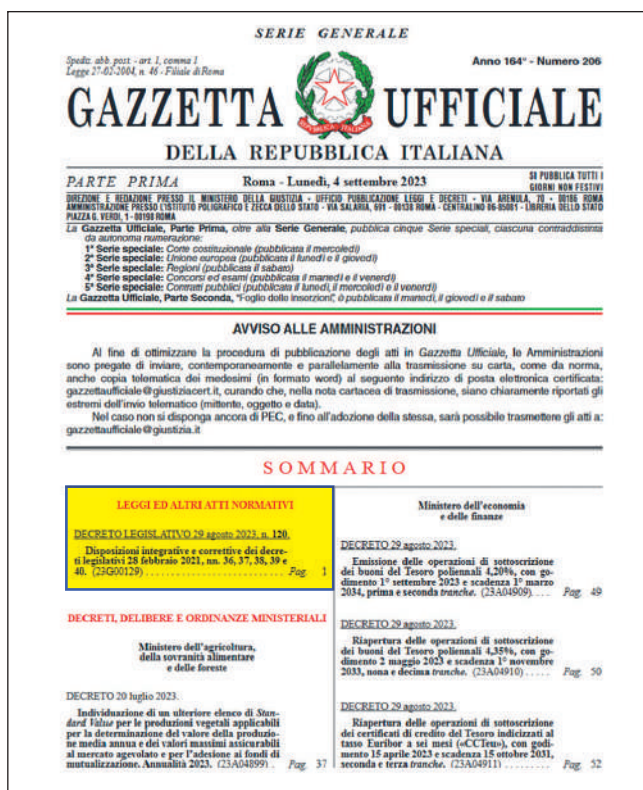 SERIE GENERALE
Spediz. abb. post. - art. 1, comma 1
Legge 27-02-2004, n. 46 - Filiale di Roma
Anno 164° - Numero 206
GAZZETTA UFFICIALE
DELLA REPUBBLICA ITALIANA
PARTE PRIMA
Roma - Lunedì, 4 settembre 2023
SI PUBBLICA TUTTI I
GIORNI NON FESTIVI
DIREZIONE E REDAZIONE PRESSO IL MINISTERO DELLA GIUSTIZIA - UFFICIO PUBBLICAZIONE LEGGI E DECRETI - VIA ARENULA, 70 - 00186 ROMA
AMMINISTRAZIONE PRESSO L'ISTITUTO POLIGRAFICO E ZECCA DELLO STATO - VIA SALARIA, 691 - 00138 ROMA - CENTRALINO 06-85081 - LIBRERIA DELLO STATO
PIAZZA G. VERDI, 1 - 00198 ROMA
La Gazzetta Ufficiale, Parte Prima, oltre alla Serie Generale, pubblica cinque Serie speciali, ciascuna contraddistinta
da autonoma numerazione:
1ª Serie speciale: Corte costituzionale (pubblicata il mercoledì)
2ª Serie speciale: Unione europea (pubblicata il lunedì e il giovedì)
3ª Serie speciale: Regioni (pubblicata il sabato)
4ª Serie speciale: Concorsi ed esami (pubblicata il martedì e il venerdì)
5ª Serie speciale: Contratti pubblici (pubblicata il lunedì, il mercoledì e il venerdì)
La Gazzetta Ufficiale, Parte Seconda, "Foglio delle inserzioni", è pubblicata il martedì, il giovedì e il sabato
AVVISO ALLE AMMINISTRAZIONI
Al fine di ottimizzare la procedura di pubblicazione degli atti in Gazzetta Ufficiale, le Amministrazioni
sono pregate di inviare, contemporaneamente e parallelamente alla trasmissione su carta, come da norma,
anche copia telematica dei medesimi (in formato word) al seguente indirizzo di posta elettronica certificata:
gazzettaufficiale@giustiziacert.it, curando che, nella nota cartacea di trasmissione, siano chiaramente riportati gli
estremi dell'invio telematico (mittente, oggetto e data).
Nel caso non si disponga ancora di PEC, e fino all'adozione della stessa, sarà possibile trasmettere gli atti a:
gazzettaufficiale@giustizia.it
SOMMARIO
LEGGI ED ALTRI ATTI NORMATIVI
DECRETO LEGISLATIVO 29 agosto 2023, n. 120.
Disposizioni integrative e correttive dei decre-
ti legislativi 28 febbraio 2021, nn. 36, 37, 38, 39 e
40. (23G00129) . . . . . . . . . . . . . . . . . . . . . . . Pag. 1
DECRETI, DELIBERE E ORDINANZE MINISTERIALI
Ministero dell'agricoltura,
della sovranità alimentare
e delle foreste
DECRETO 20 luglio 2023.
Individuazione di un ulteriore elenco di Stan-
dard Value per le produzioni vegetali applicabili
per la determinazione del valore della produzio-
ne media annua e dei valori massimi assicurabili
al mercato agevolato e per l'adesione ai fondi di
mutualizzazione. Annualità 2023. (23A04899) . Pag. 37
Ministero dell'economia
e delle finanze
DECRETO 29 agosto 2023.
Emissione delle operazioni di sottoscrizione
dei buoni del Tesoro poliennali 4,20%, con go-
dimento 1° settembre 2023 e scadenza 1° marzo
2034, prima e seconda tranche. (23A04909) . . . . Pag. 49
DECRETO 29 agosto 2023.
Riapertura delle operazioni di sottoscrizione
dei buoni del Tesoro poliennali 4,35%, con go-
dimento 2 maggio 2023 e scadenza 1° novembre
2033, nona e decima tranche. (23A04910) . . . . . Pag. 50
DECRETO 29 agosto 2023.
Riapertura delle operazioni di sottoscrizione
dei certificati di credito del Tesoro indicizzati al
tasso Euribor a sei mesi («CCTeu»), con godi-
mento 15 aprile 2023 e scadenza 15 ottobre 2031,
seconda e terza tranche. (23A04911) . . . . . . . . . Pag. 52